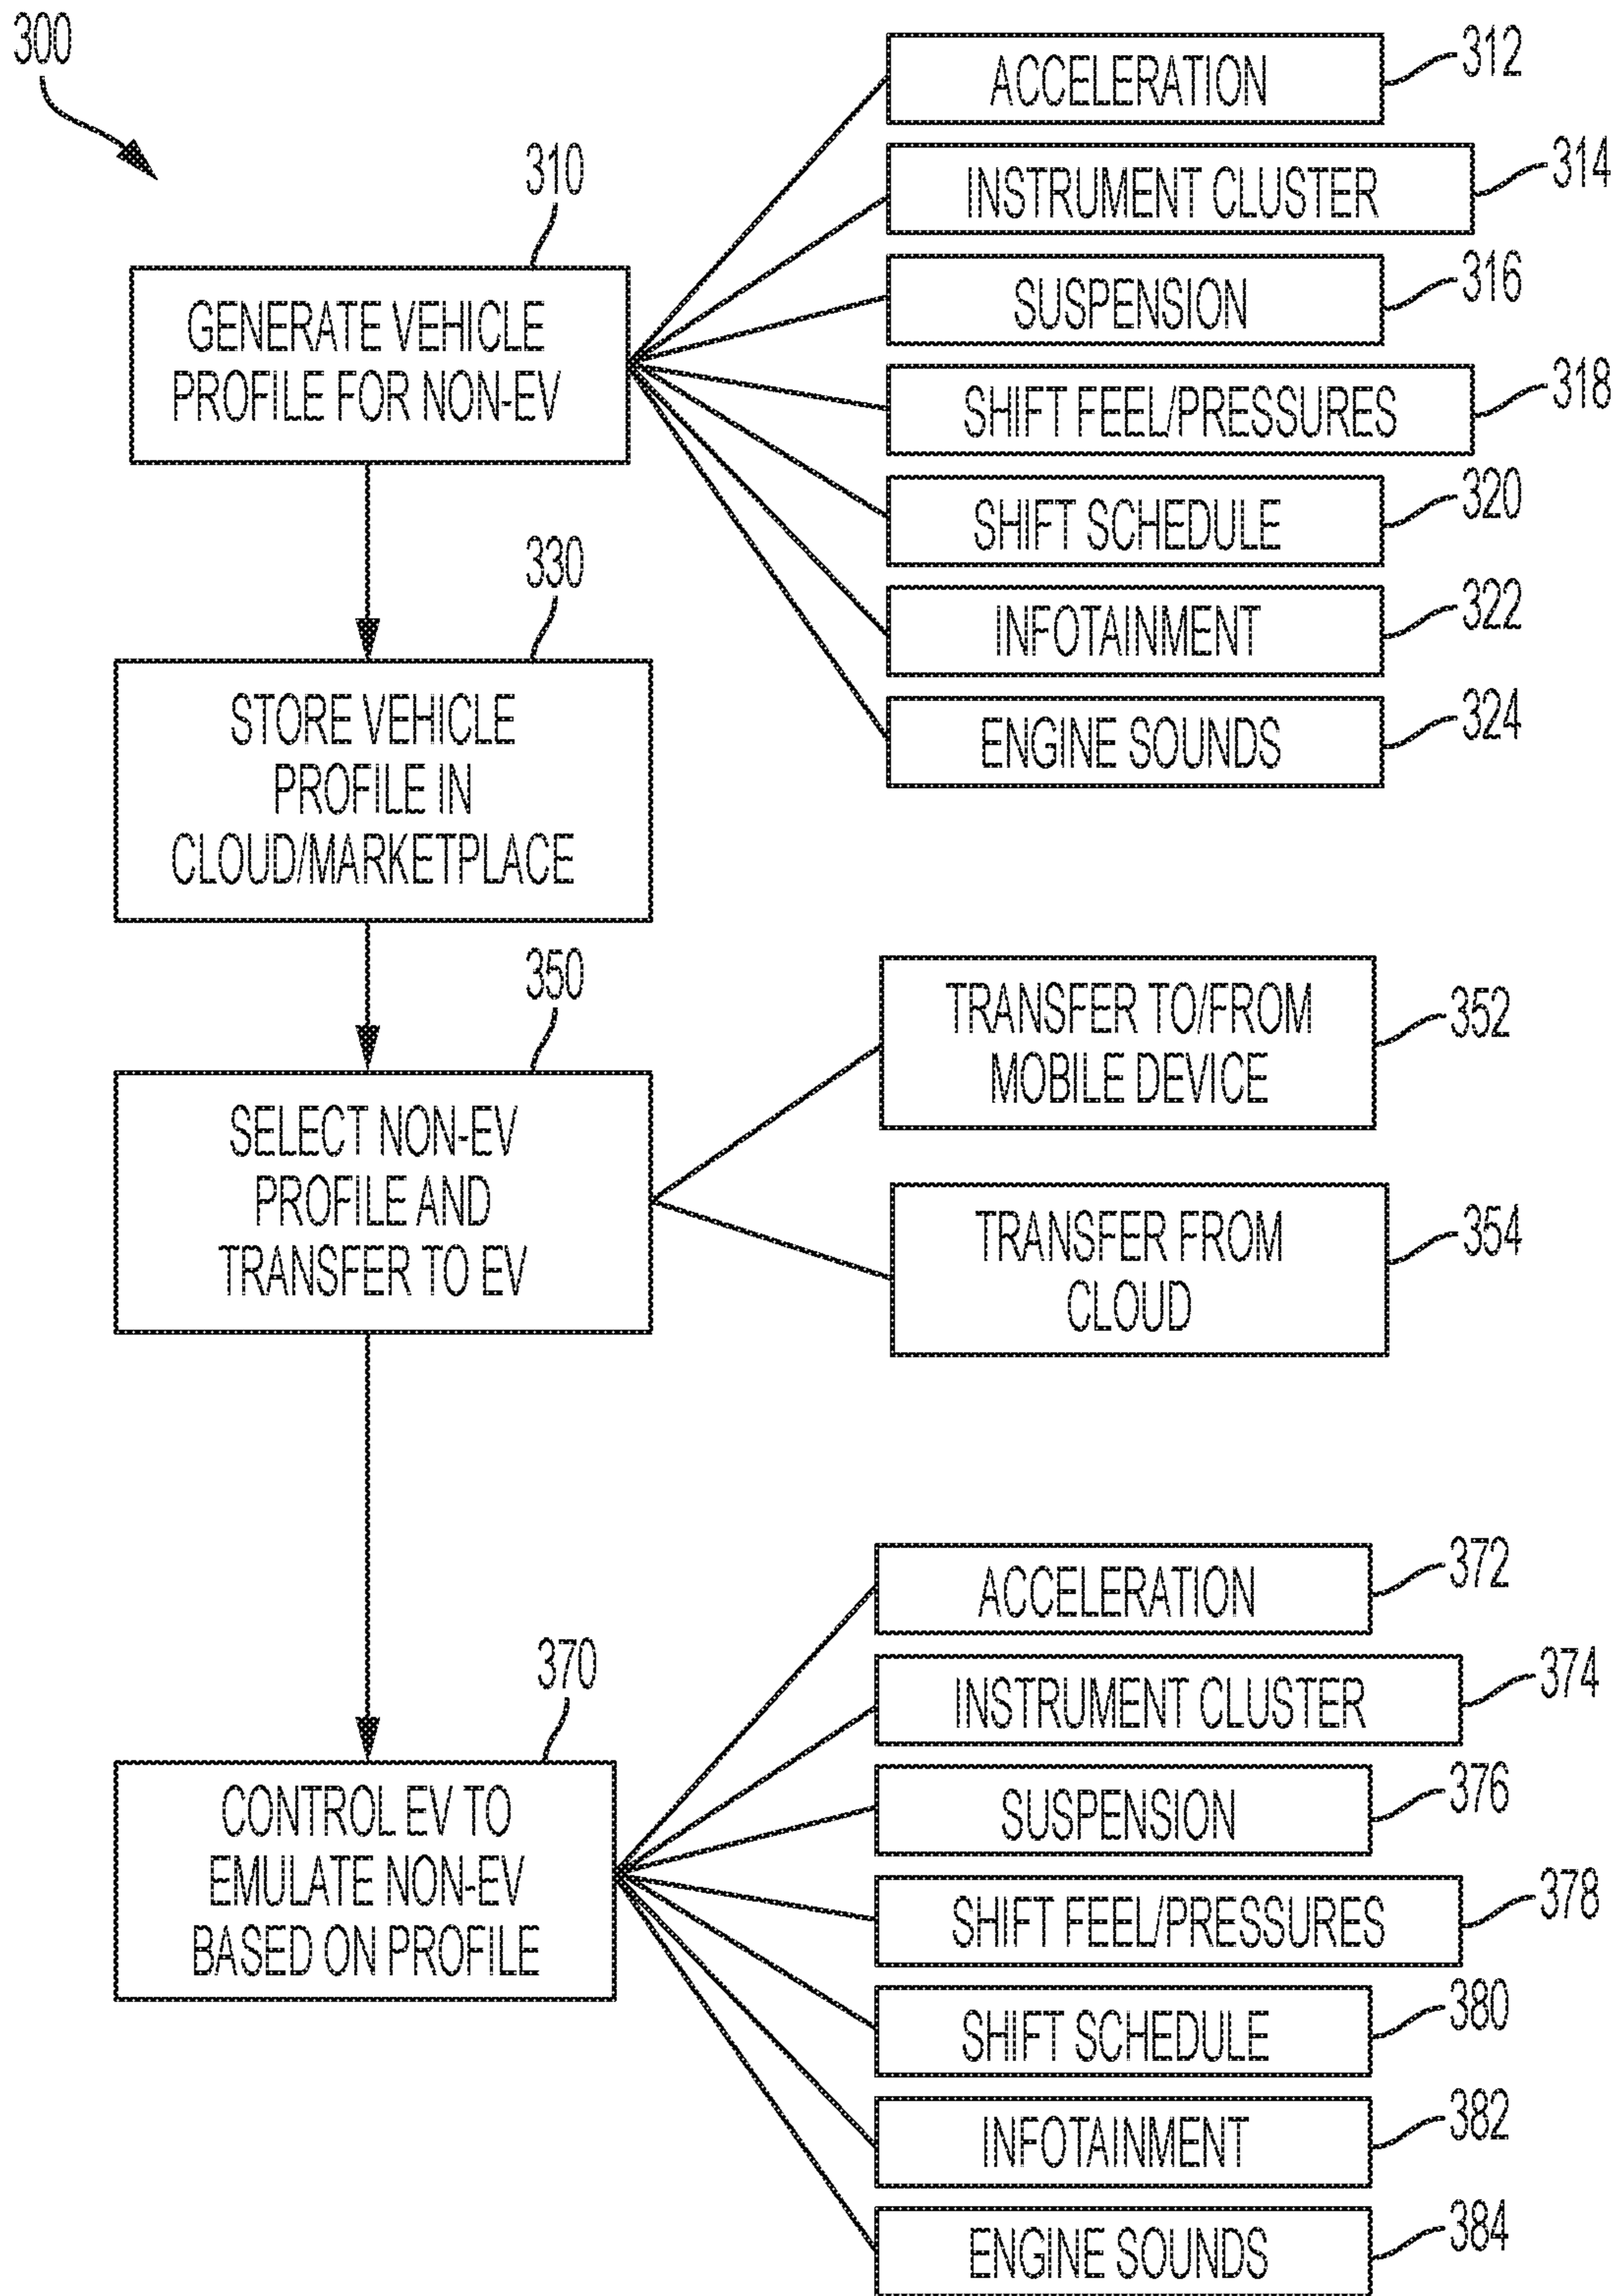 300
310
GENERATE VEHICLE
PROFILE FOR NON-EV
ACCELERATION
312
INSTRUMENT CLUSTER
314
SUSPENSION
316
SHIFT FEEL/PRESSURES
318
SHIFT SCHEDULE
320
INFOTAINMENT
322
ENGINE SOUNDS
324
330
STORE VEHICLE
PROFILE IN
CLOUD/MARKETPLACE
350
SELECT NON-EV
PROFILE AND
TRANSFER TO EV
TRANSFER TO/FROM
MOBILE DEVICE
352
TRANSFER FROM
CLOUD
354
370
CONTROL EV TO
EMULATE NON-EV
BASED ON PROFILE
ACCELERATION
372
INSTRUMENT CLUSTER
374
SUSPENSION
376
SHIFT FEEL/PRESSURES
378
SHIFT SCHEDULE
380
INFOTAINMENT
382
ENGINE SOUNDS
384